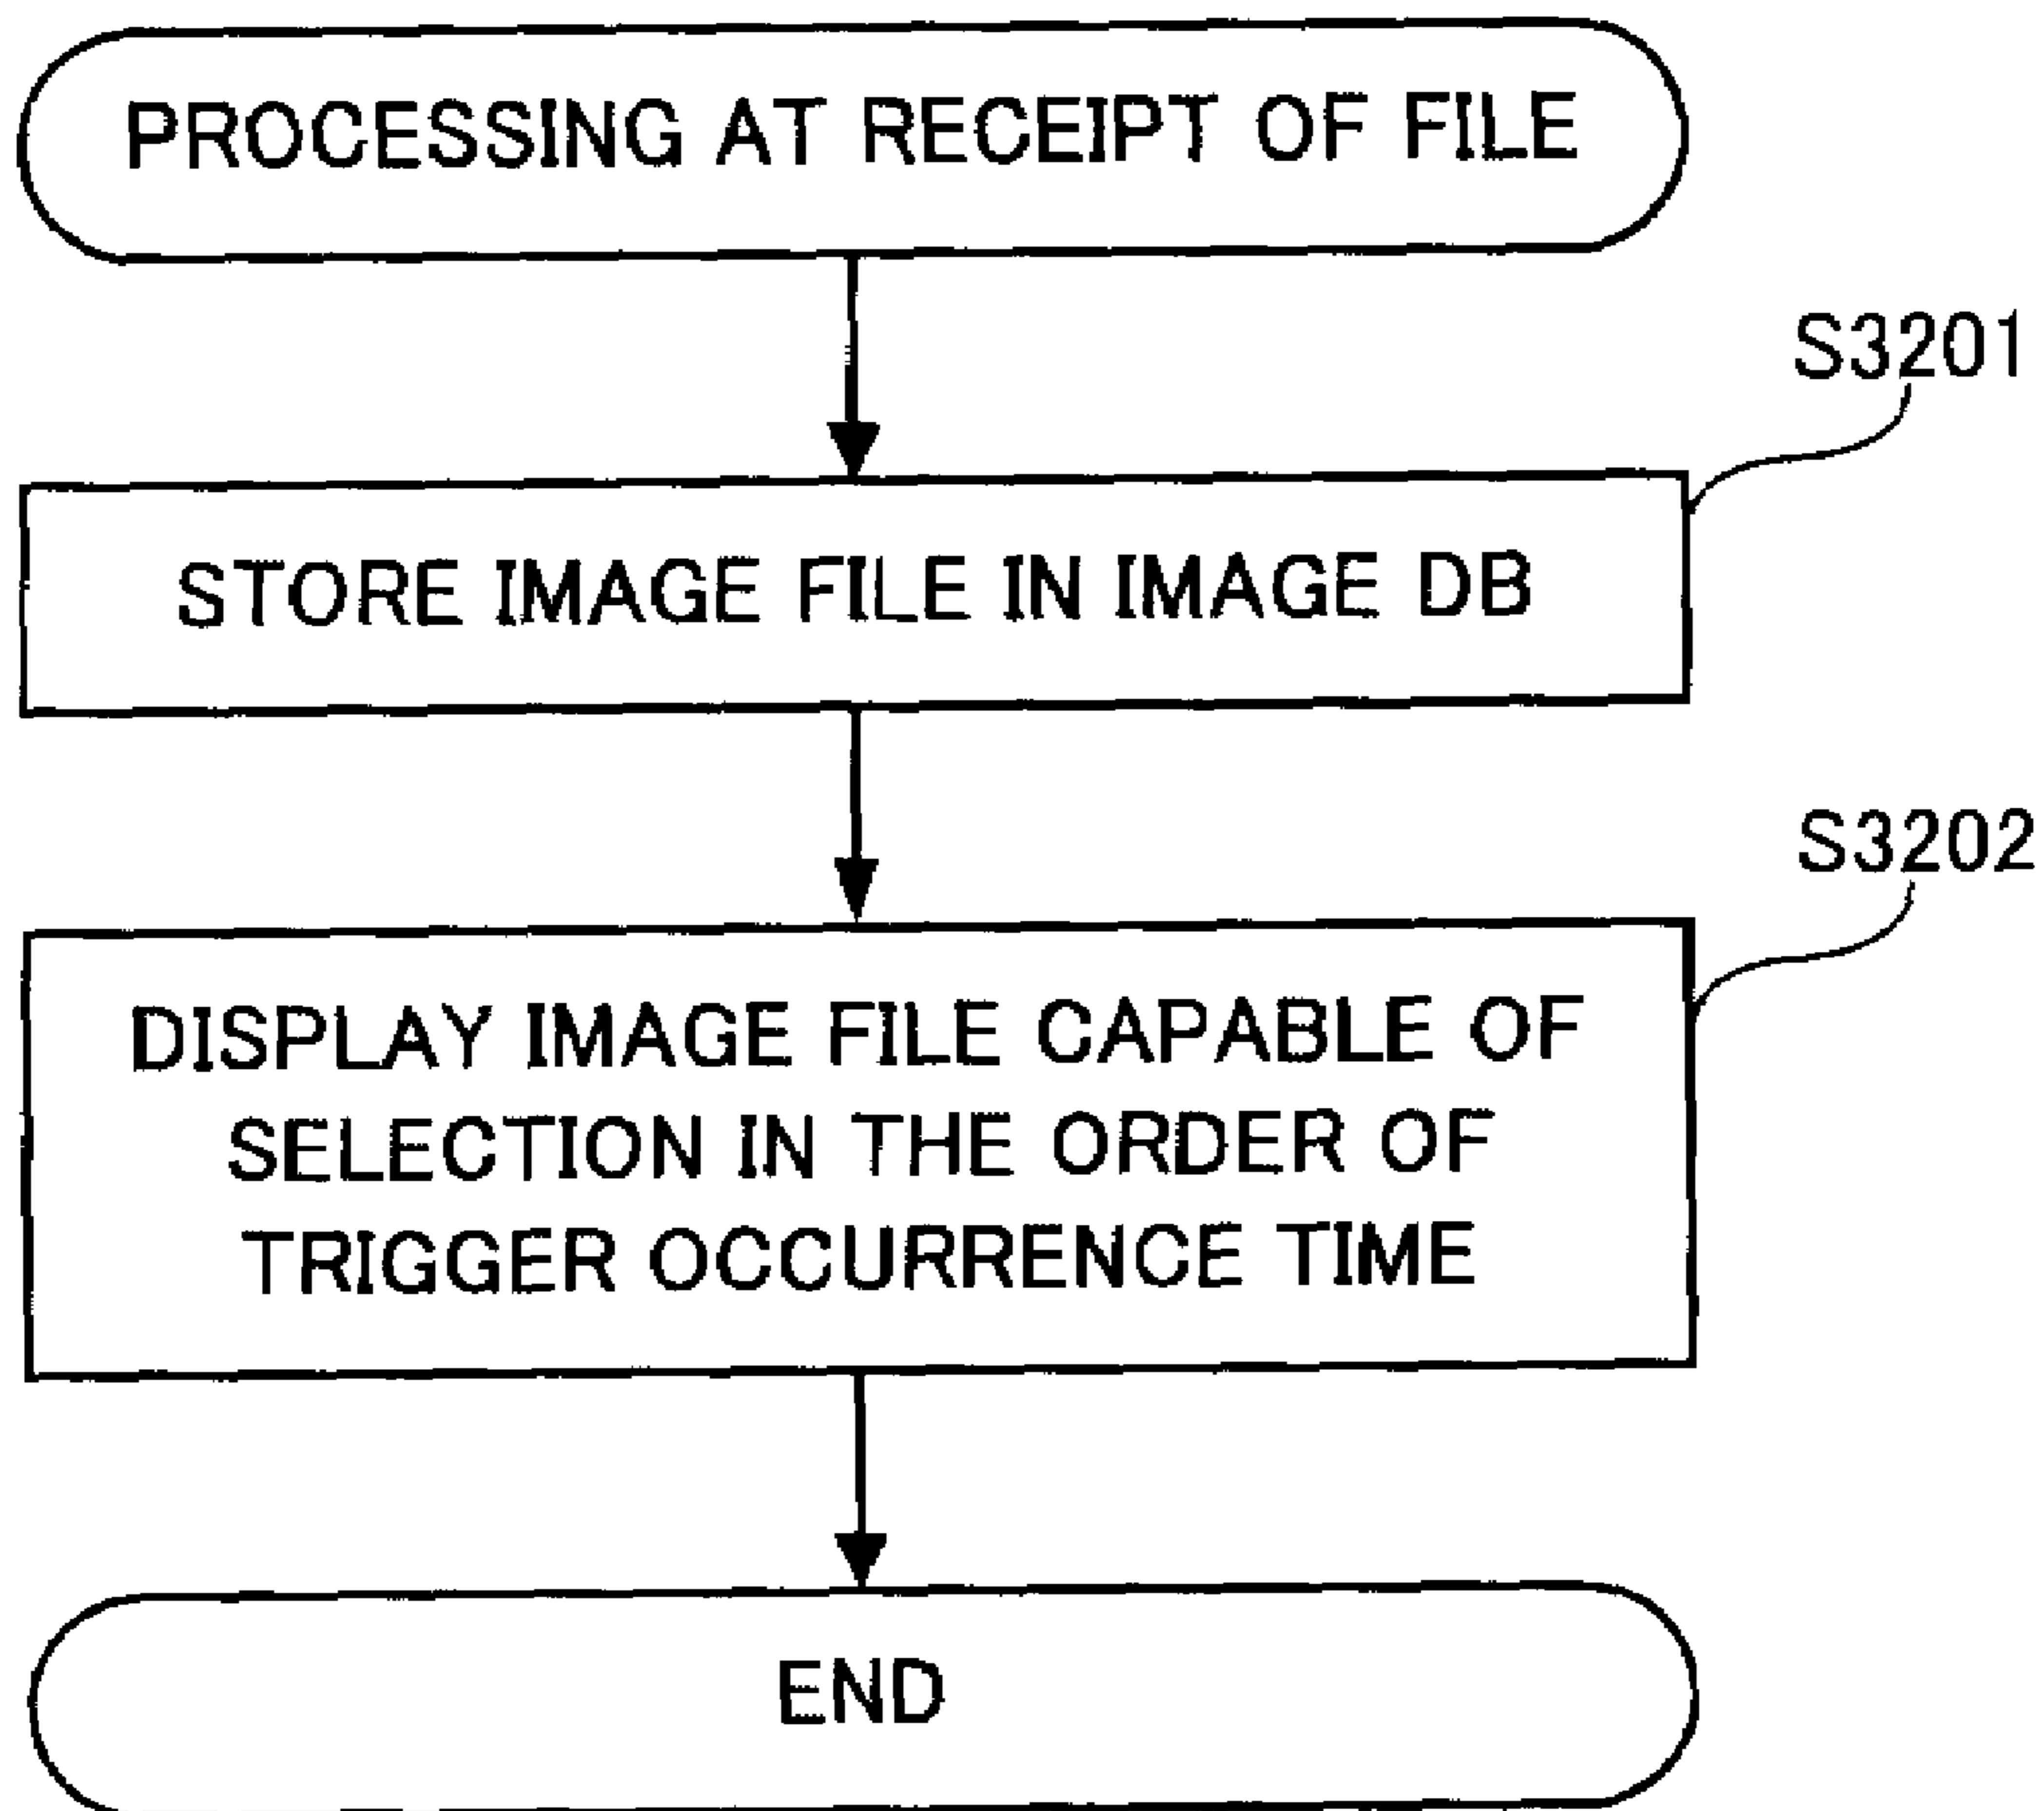 PROCESSING AT RECEIPT OF FILE
S3201
STORE IMAGE FILE IN IMAGE DB
S3202
DISPLAY IMAGE FILE CAPABLE OF
SELECTION IN THE ORDER OF
TRIGGER OCCURRENCE TIME
END